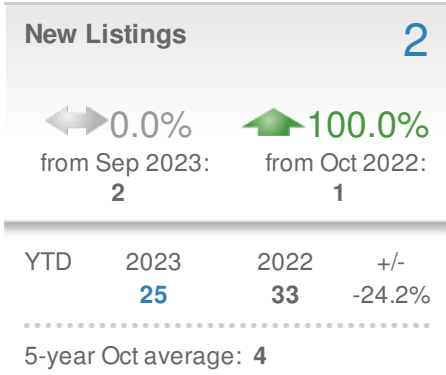 New Listings 2
0.0% 100.0%
from Sep 2023: from Oct 2022:
2 1
YTD 2023 2022 +/-
25 33 -24.2%
5-year Oct average: 4